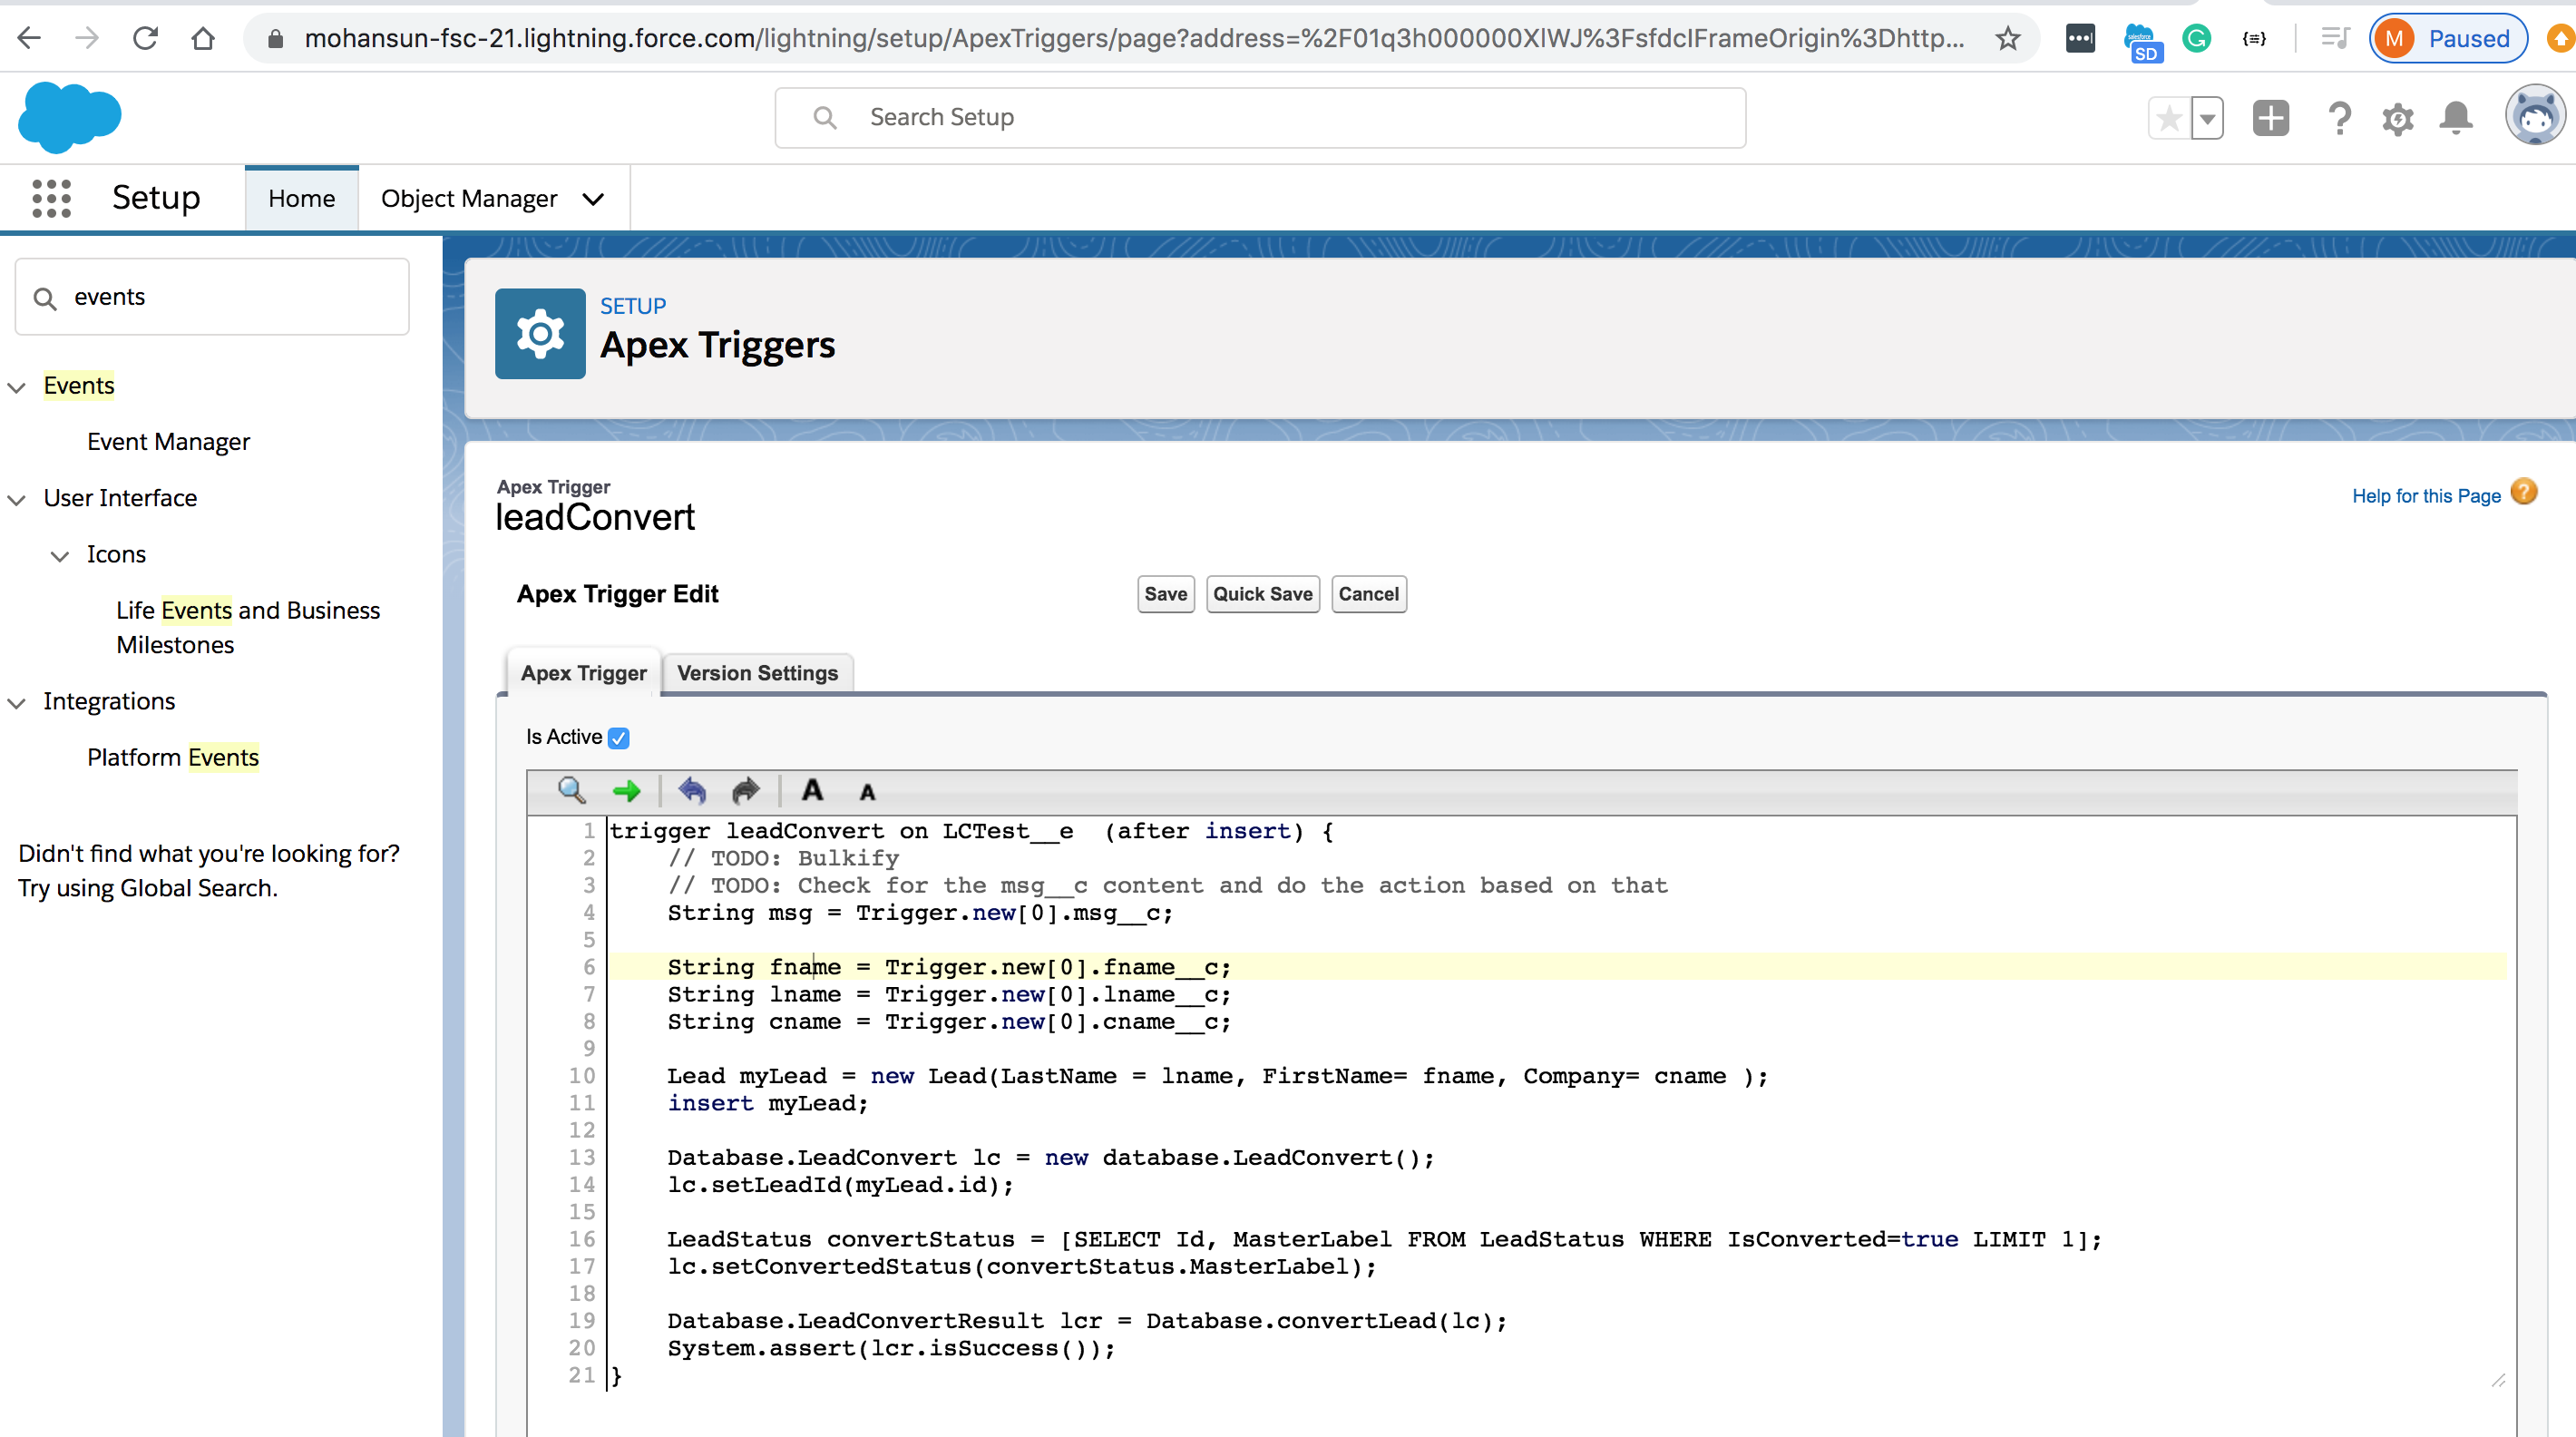 mohansun-fsc-21.lightning.force.com/lightning/setup/ApexTriggers/page?address=%2F01q3h000000XIWJ%3FsfdcIFrameOrigin%3Dhttp...
SD
M Paused
Search Setup
Setup Home Object Manager
events
Events
Event Manager
User Interface
Icons
Life Events and Business
Milestones
Integrations
Platform Events
Didn't find what you're looking for?
Try using Global Search.
SETUP
Apex Triggers
Apex Trigger
leadConvert
Help for this Page ?
Apex Trigger Edit Save Quick Save Cancel
Apex Trigger Version Settings
Is Active
A A
1 trigger leadConvert on LCTest__e  (after insert) {
2     // TODO: Bulkify
3     // TODO: Check for the msg__c content and do the action based on that
4     String msg = Trigger.new[0].msg__c;
5
6     String fname = Trigger.new[0].fname__c;
7     String lname = Trigger.new[0].lname__c;
8     String cname = Trigger.new[0].cname__c;
9
10     Lead myLead = new Lead(LastName = lname, FirstName= fname, Company= cname );
11     insert myLead;
12
13     Database.LeadConvert lc = new database.LeadConvert();
14     lc.setLeadId(myLead.id);
15
16     LeadStatus convertStatus = [SELECT Id, MasterLabel FROM LeadStatus WHERE IsConverted=true LIMIT 1];
17     lc.setConvertedStatus(convertStatus.MasterLabel);
18
19     Database.LeadConvertResult lcr = Database.convertLead(lc);
20     System.assert(lcr.isSuccess());
21 }